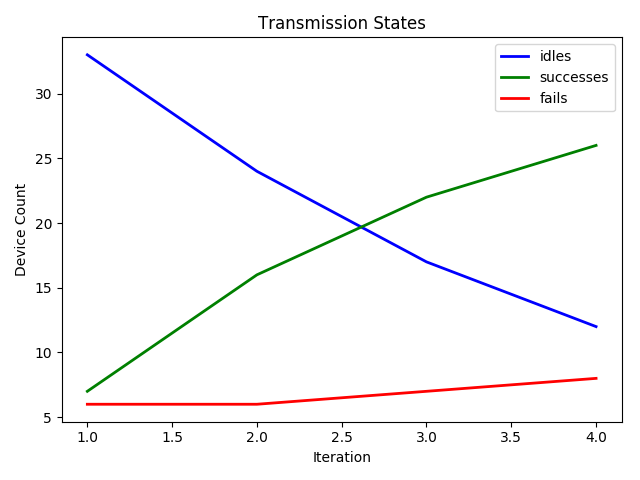 Transmission States
idles
successes
fails
Device Count
30
25
20
15
10
5
1.0 1.5 2.0 2.5 3.0 3.5 4.0
Iteration